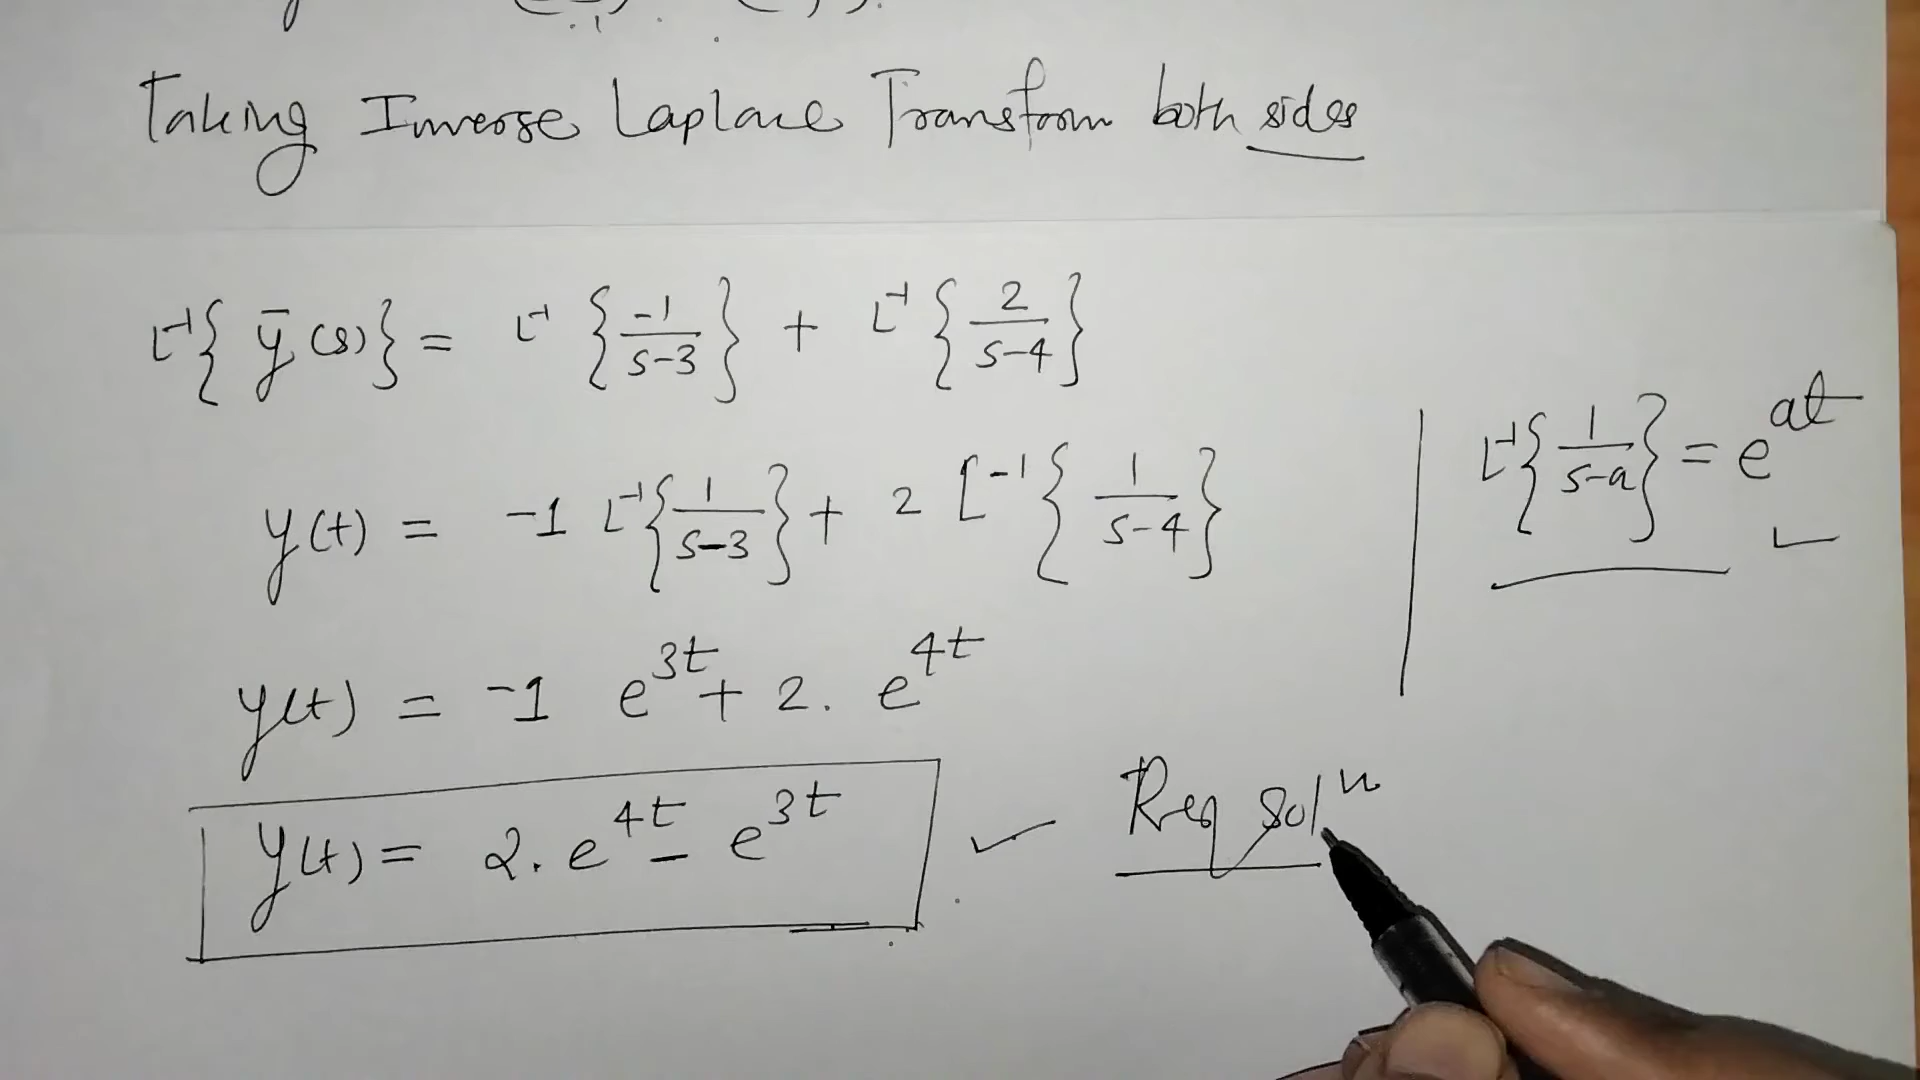 Taking Inverse Laplace Transform both sides
L⁻¹{ ȳ(s)} = L⁻¹ {-1/s-3} + L⁻¹ {2/s-4}
y(t) = -1 L⁻¹{1/s-3} + 2 L⁻¹{1/s-4}
L⁻¹{1/s-a} = e^at
y(t) = -1 e^3t + 2. e^4t
y(t) = 2. e^4t - e^3t
Req solⁿ